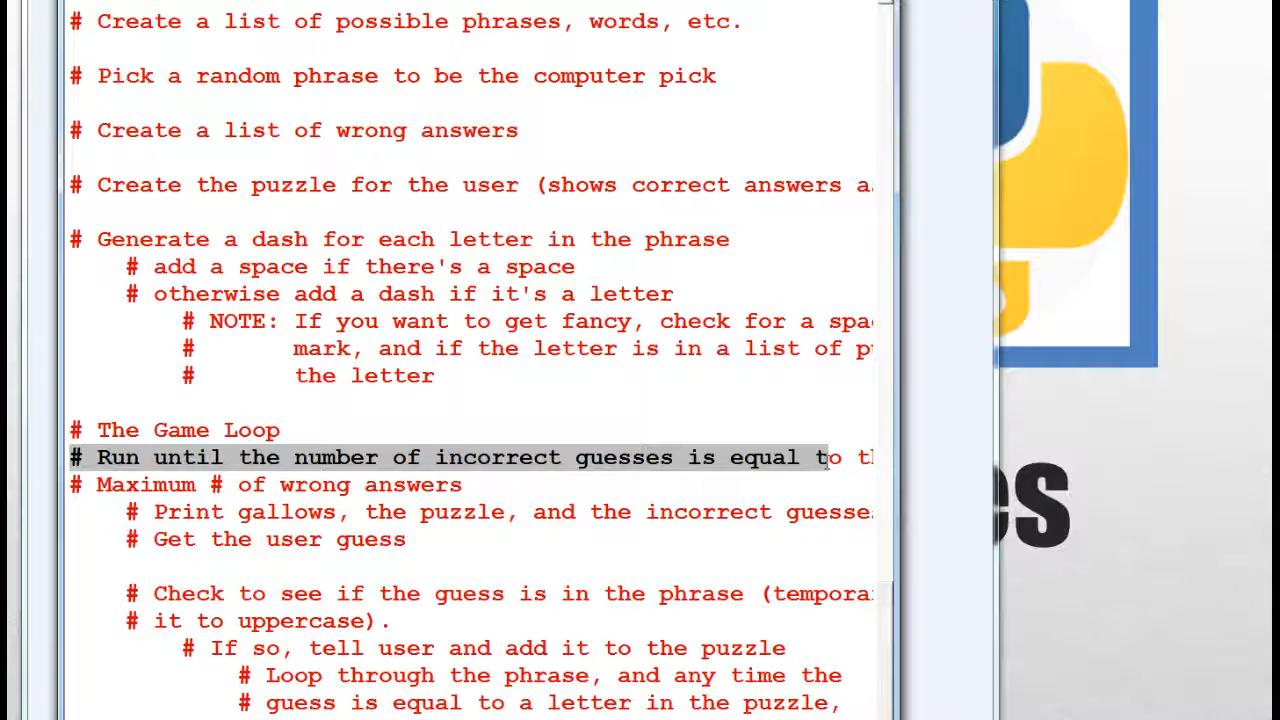 # Create a list of possible phrases, words, etc.
# Pick a random phrase to be the computer pick
# Create a list of wrong answers
# Create the puzzle for the user (shows correct answers
# Generate a dash for each letter in the phrase
# add a space if there's a space
# otherwise add a dash if it's a letter
# NOTE: If you want to get fancy, check for a
# mark, and if the letter is in a list of
# the letter
# The Game Loop
# Run until the number of incorrect guesses is equal to
# Maximum # of wrong answers
# Print gallows, the puzzle, and the incorrect guesses
# Get the user guess
# Check to see if the guess is in the phrase
# it to uppercase).
# If so, tell user and add it to the puzzle
# Loop through the phrase, and any time the
# guess is equal to a letter in the puzzle,